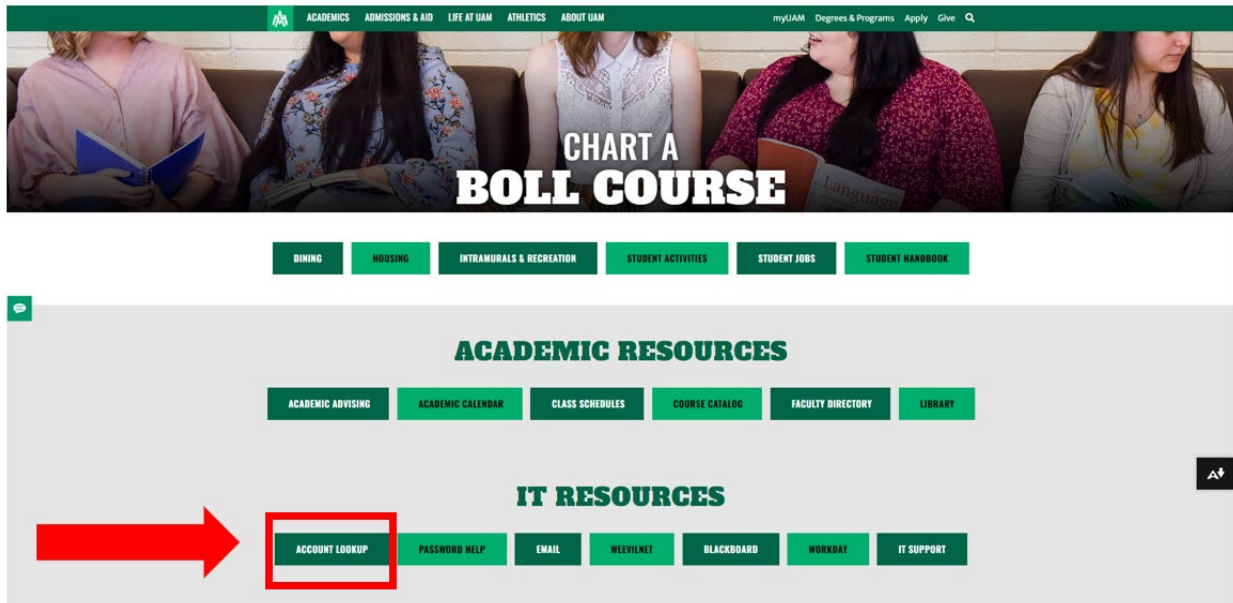 ACADEMICS ADMISSIONS & AID LIFE AT UAM ATHLETICS ABOUT UAM myUAM Degrees & Programs Apply Give
CHART A
BOLL COURSE
Language
DINING HOUSING INTRAMURALS & RECREATION STUDENT ACTIVITIES STUDENT JOBS STUDENT HANDBOOK
ACADEMIC RESOURCES
ACADEMIC ADVISING ACADEMIC CALENDAR CLASS SCHEDULES COURSE CATALOG FACULTY DIRECTORY LIBRARY
IT RESOURCES
ACCOUNT LOOKUP PASSWORD HELP EMAIL WEEVILNET BLACKBOARD WORKDAY IT SUPPORT